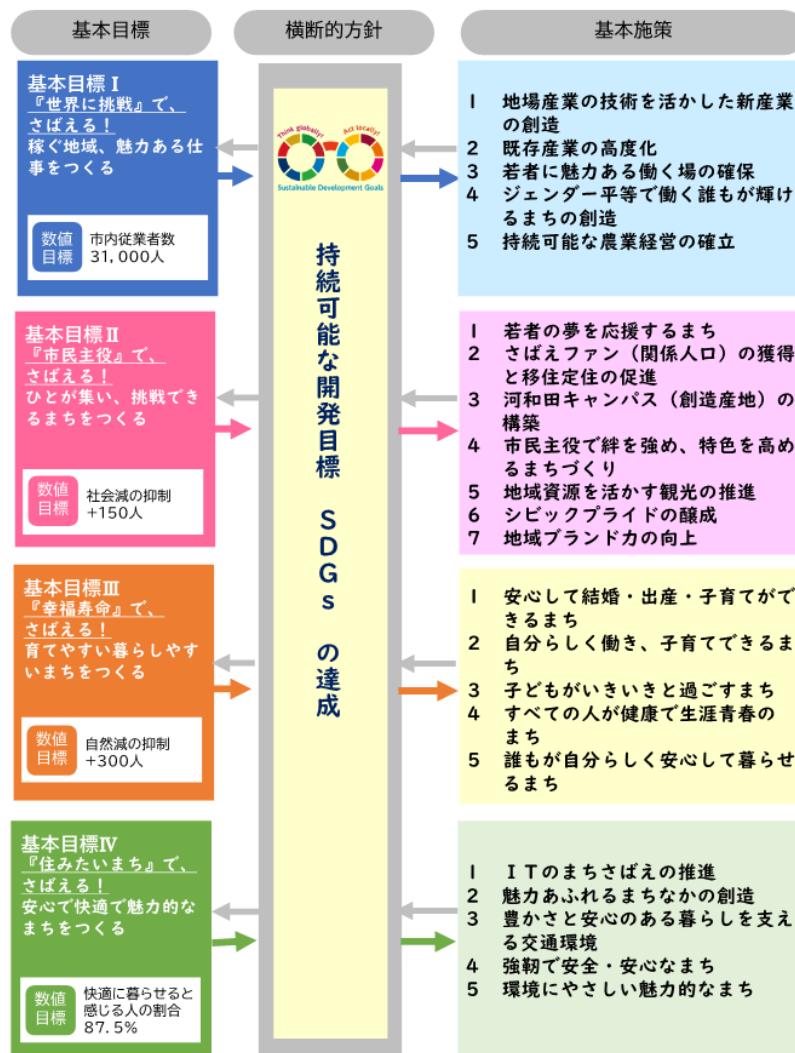 基本目標
横断的方針
基本施策
基本目標Ⅰ
『世界に挑戦』で、
さばえる！
稼ぐ地域、魅力ある仕
事をつくる
数値
目標
市内従業者数
31,000人
基本目標Ⅱ
『市民主役』で、
さばえる！
ひとが集い、挑戦でき
るまちをつくる
数値
目標
社会減の抑制
+150人
基本目標Ⅲ
『幸福寿命』で、
さばえる！
育てやすい暮らしやす
いまちをつくる
数値
目標
自然減の抑制
+300人
基本目標Ⅳ
『住みたいまち』で、
さばえる！
安心で快適で魅力的な
まちをつくる
数値
目標
快適に暮らせると
感じる人の割合
87.5%
Think globally!
Act locally!
Sustainable Development Goals
持続可能な開発目標 SDGs の達成
1 地場産業の技術を活かした新産業
の創造
2 既存産業の高度化
3 若者に魅力ある働く場の確保
4 ジェンダー平等で働く誰もが輝け
るまちの創造
5 持続可能な農業経営の確立
1 若者の夢を応援するまち
2 さばえファン（関係人口）の獲得
と移住定住の促進
3 河和田キャンパス（創造産地）の
構築
4 市民主役で絆を強め、特色を高め
るまちづくり
5 地域資源を活かす観光の推進
6 シビックプライドの醸成
7 地域ブランド力の向上
1 安心して結婚・出産・子育てがで
きるまち
2 自分らしく働き、子育てできるま
ち
3 子どもがいきいきと過ごすまち
4 すべての人が健康で生涯青春の
まち
5 誰もが自分らしく安心して暮らせ
るまち
1 ＩＴのまちさばえの推進
2 魅力あふれるまちなかの創造
3 豊かさと安心のある暮らしを支え
る交通環境
4 強靭で安全・安心なまち
5 環境にやさしい魅力的なまち